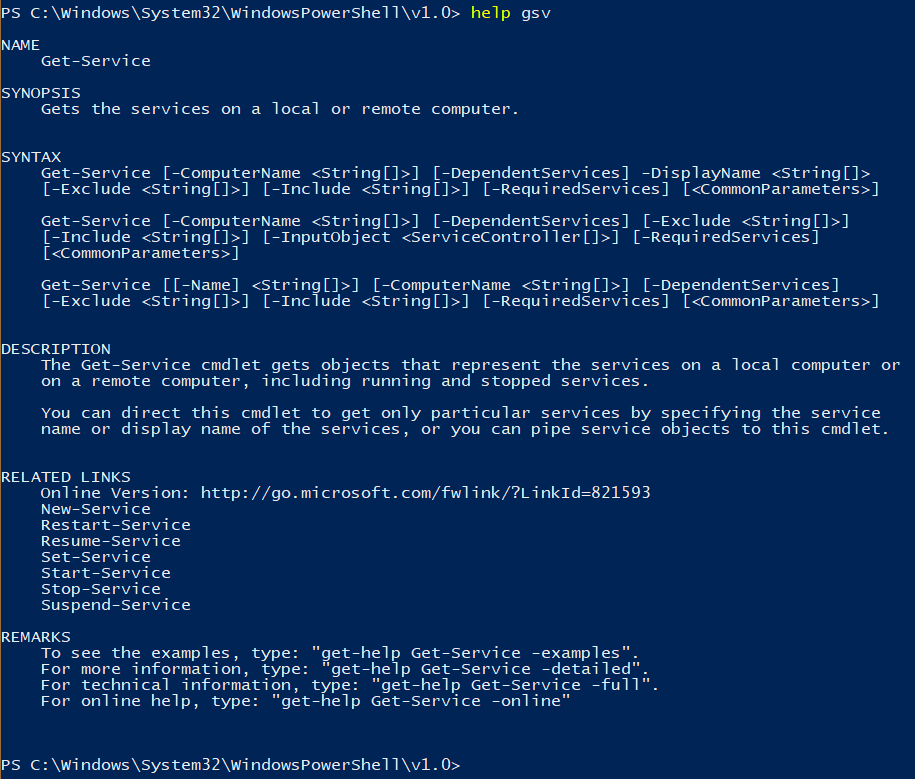 PS C:\Windows\System32\WindowsPowerShell\v1.0> help gsv
NAME
Get-Service
SYNOPSIS
Gets the services on a local or remote computer.
SYNTAX
Get-Service [-ComputerName <String[]>] [-DependentServices] -DisplayName <String[]>
[-Exclude <String[]>] [-Include <String[]>] [-RequiredServices] [<CommonParameters>]
Get-Service [-ComputerName <String[]>] [-DependentServices] [-Exclude <String[]>]
[-Include <String[]>] [-InputObject <ServiceController[]>] [-RequiredServices]
[<CommonParameters>]
Get-Service [[-Name] <String[]>] [-ComputerName <String[]>] [-DependentServices]
[-Exclude <String[]>] [-Include <String[]>] [-RequiredServices] [<CommonParameters>]
DESCRIPTION
The Get-Service cmdlet gets objects that represent the services on a local computer or
on a remote computer, including running and stopped services.
You can direct this cmdlet to get only particular services by specifying the service
name or display name of the services, or you can pipe service objects to this cmdlet.
RELATED LINKS
Online Version: http://go.microsoft.com/fwlink/?LinkId=821593
New-Service
Restart-Service
Resume-Service
Set-Service
Start-Service
Stop-Service
Suspend-Service
REMARKS
To see the examples, type: "get-help Get-Service -examples".
For more information, type: "get-help Get-Service -detailed".
For technical information, type: "get-help Get-Service -full".
For online help, type: "get-help Get-Service -online"
PS C:\Windows\System32\WindowsPowerShell\v1.0>